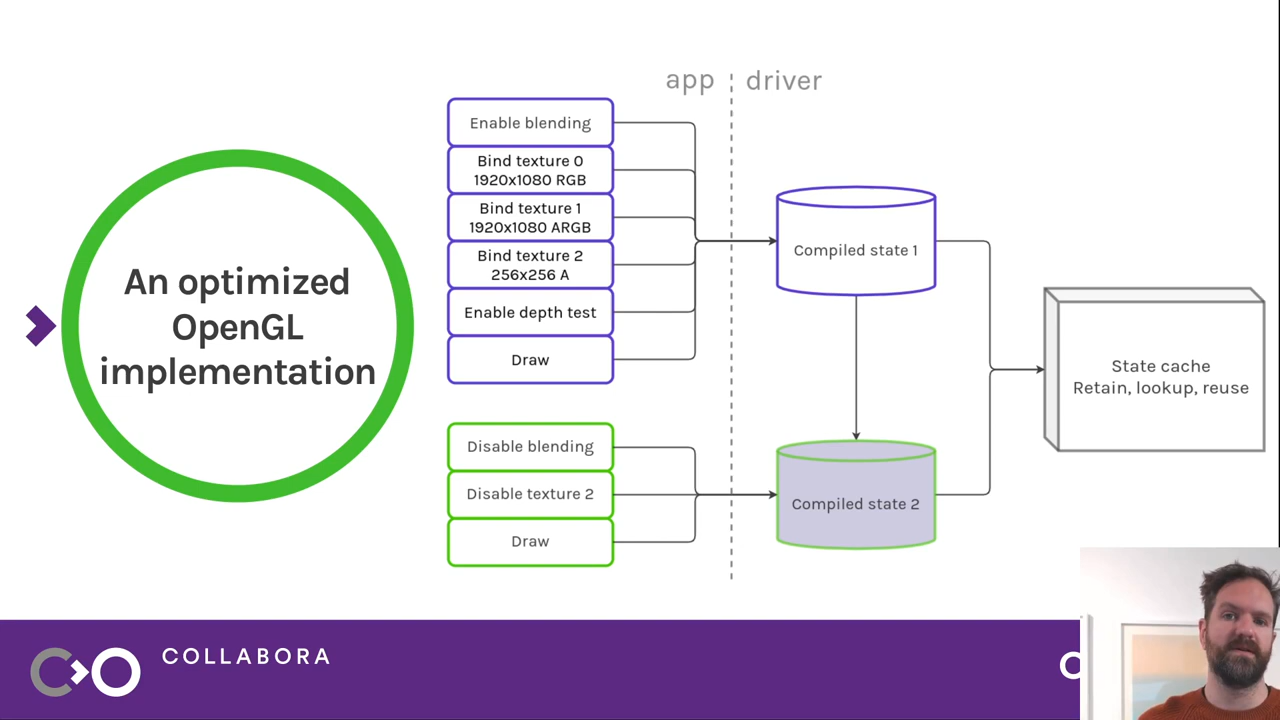 app
driver
An optimized
OpenGL
implementation
Enable blending
Bind texture 0
1920x1080 RGB
Bind texture 1
1920x1080 ARGB
Bind texture 2
256x256 A
Enable depth test
Draw
Disable blending
Disable texture 2
Draw
Compiled state 1
Compiled state 2
State cache
Retain, lookup, reuse
COLLABORA